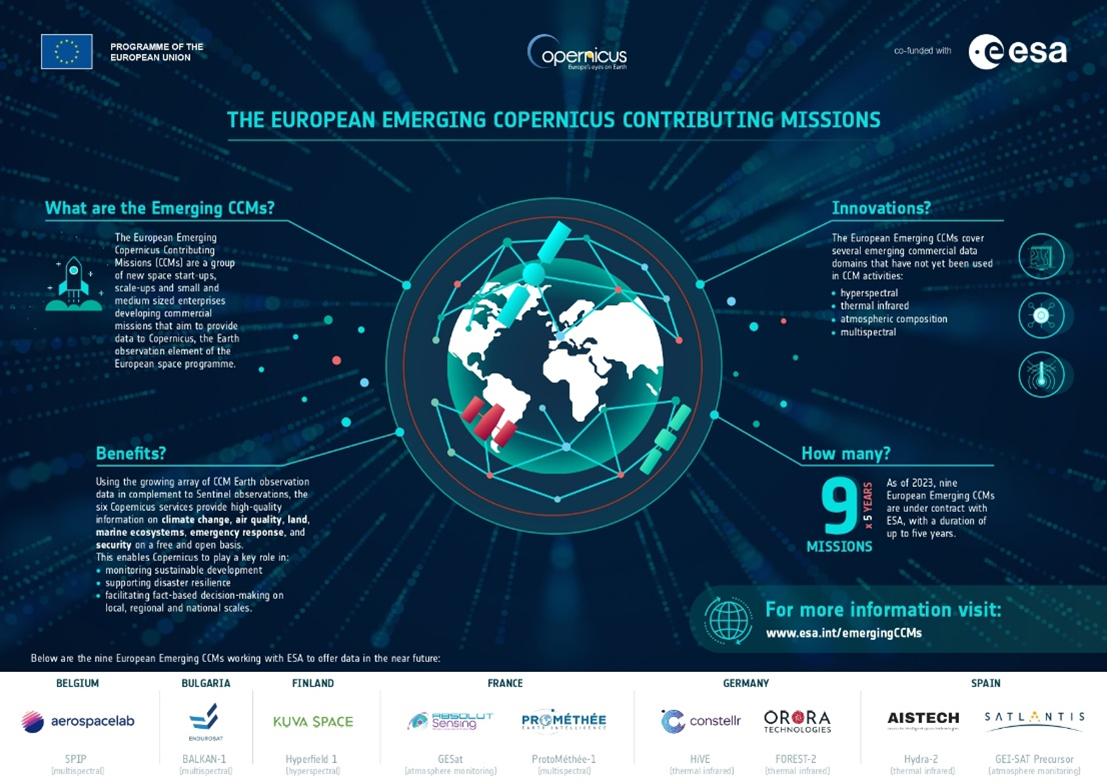 PROGRAMME OF THE
EUROPEAN UNION
opernicus
Europe's eyes on Earth
co-funded with
esa
THE EUROPEAN EMERGING COPERNICUS CONTRIBUTING MISSIONS
What are the Emerging CCMs?
The European Emerging
Copernicus Contributing
Missions (CCMs) are a group
of new space start-ups,
scale-ups and small and
medium sized enterprises
developing commercial
missions that aim to provide
data to Copernicus, the Earth
observation element of the
European space programme.
Innovations?
The European Emerging CCMs cover
several emerging commercial data
domains that have not yet been used
in CCM activities:
• hyperspectral
• thermal infrared
• atmospheric composition
• multispectral
Benefits?
Using the growing array of CCM Earth observation
data in complement to Sentinel observations, the
six Copernicus services provide high-quality
information on climate change, air quality, land,
marine ecosystems, emergency response, and
security on a free and open basis.
This enables Copernicus to play a key role in:
• monitoring sustainable development
• supporting disaster resilience
• facilitating fact-based decision-making on
local, regional and national scales.
How many?
9
x 5 YEARS
MISSIONS
As of 2023, nine
European Emerging CCMs
are under contract with
ESA, with a duration of
up to five years.
For more information visit:
www.esa.int/emergingCCMs
Below are the nine European Emerging CCMs working with ESA to offer data in the near future:
BELGIUM
aerospacelab
SPIP
(multispectral)
BULGARIA
ENDUROSAT
BALKAN-1
(multispectral)
FINLAND
KUVA SPACE
Hyperfield 1
(hyperspectral)
FRANCE
ABSOLUT
Sensing
GESat
(atmosphere monitoring)
PROMÉTHÉE
EARTH INTELLIGENCE
ProtoMéthée-1
(multispectral)
GERMANY
constellr
HiVE
(thermal infrared)
ORORA
TECHNOLOGIES
FOREST-2
(thermal infrared)
SPAIN
AISTECH
Hydra-2
(thermal infrared)
SATLANTIS
GEI-SAT Precursor
(atmosphere monitoring)